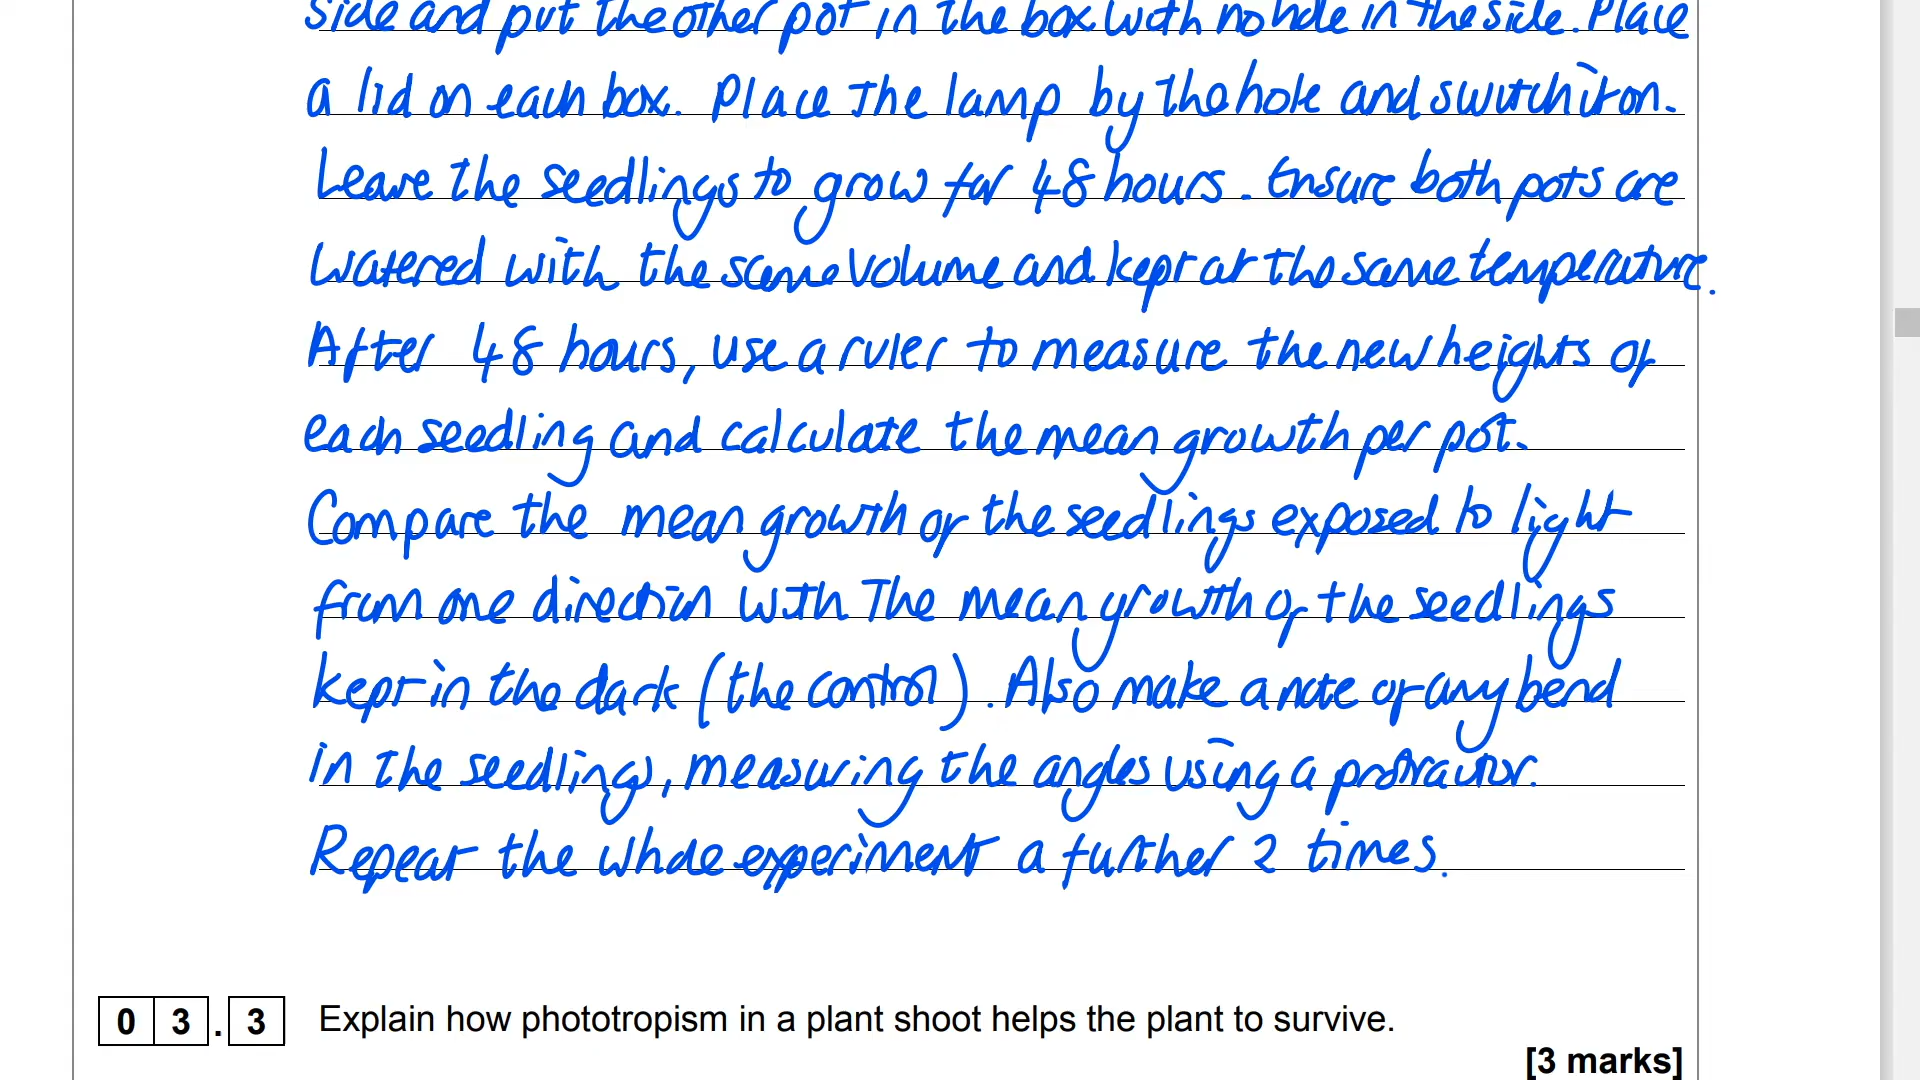 side and put the other pot in the box with no hole in the side. Place
a lid on each box. Place the lamp by the hole and switch it on.
Leave the seedlings to grow for 48 hours. Ensure both pots are
watered with the same volume and kept at the same temperature.
After 48 hours, use a ruler to measure the new heights of
each seedling and calculate the mean growth per pot.
Compare the mean growth of the seedlings exposed to light
from one direction with the mean growth of the seedlings
kept in the dark (the control). Also make a note of any bend
in the seedlings, measuring the angles using a protractor.
Repeat the whole experiment a further 2 times.
03.3 Explain how phototropism in a plant shoot helps the plant to survive.
[3 marks]